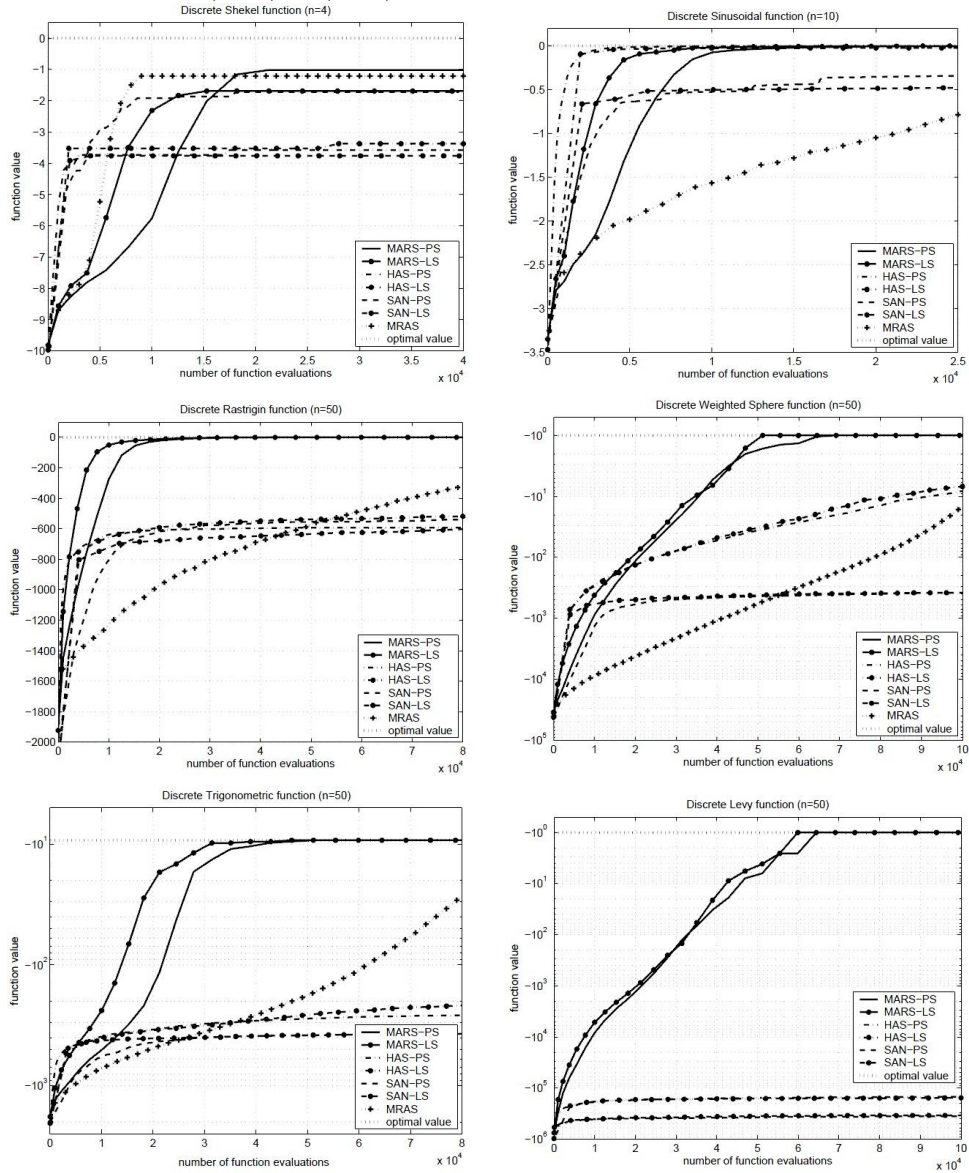 Discrete Shekel function (n=4)
0
−1
−2
−3
−4
−5
−6
−7
−8
−9
−10
function value
MARS−PS
MARS−LS
HAS−PS
HAS−LS
SAN−PS
SAN−LS
MRAS
optimal value
0 0.5 1 1.5 2 2.5 3 3.5 4
number of function evaluations
x 10^4
Discrete Sinusoidal function (n=10)
0
−0.5
−1
−1.5
−2
−2.5
−3
−3.5
function value
MARS−PS
MARS−LS
HAS−PS
HAS−LS
SAN−PS
SAN−LS
MRAS
optimal value
0 0.5 1 1.5 2 2.5
number of function evaluations
x 10^4
Discrete Rastrigin function (n=50)
0
−200
−400
−600
−800
−1000
−1200
−1400
−1600
−1800
−2000
function value
MARS−PS
MARS−LS
HAS−PS
HAS−LS
SAN−PS
SAN−LS
MRAS
optimal value
0 1 2 3 4 5 6 7 8
number of function evaluations
x 10^4
Discrete Weighted Sphere function (n=50)
−10^0
−10^1
−10^2
−10^3
−10^4
−10^5
function value
MARS−PS
MARS−LS
HAS−PS
HAS−LS
SAN−PS
SAN−LS
MRAS
optimal value
0 1 2 3 4 5 6 7 8 9 10
number of function evaluations
x 10^4
Discrete Trigonometric function (n=50)
−10^1
−10^2
−10^3
function value
MARS−PS
MARS−LS
HAS−PS
HAS−LS
SAN−PS
SAN−LS
MRAS
optimal value
0 1 2 3 4 5 6 7 8
number of function evaluations
x 10^4
Discrete Levy function (n=50)
−10^0
−10^1
−10^2
−10^3
−10^4
−10^5
−10^6
function value
MARS−PS
MARS−LS
HAS−PS
HAS−LS
SAN−PS
SAN−LS
optimal value
0 1 2 3 4 5 6 7 8 9 10
number of function evaluations
x 10^4